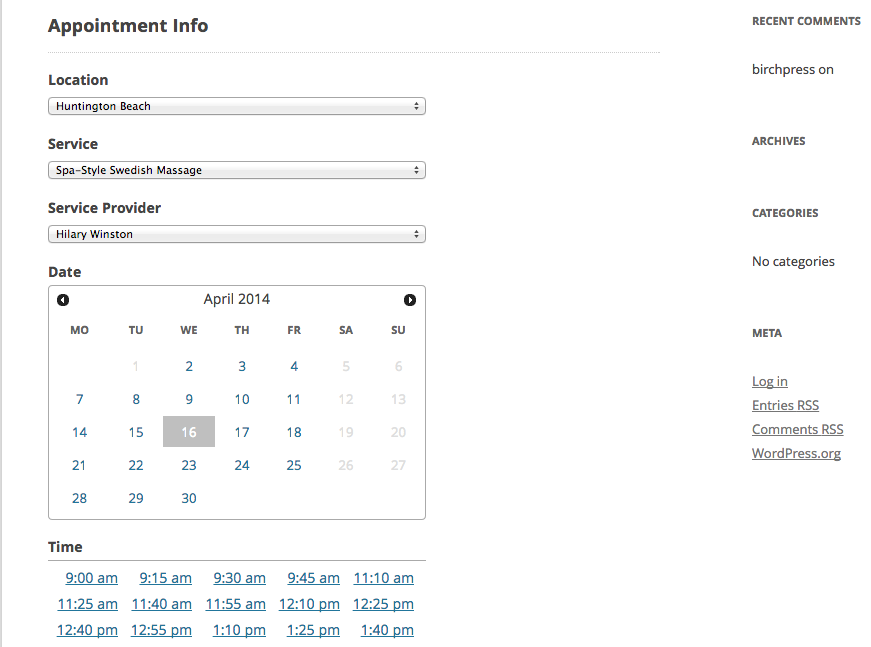 Appointment Info
Location
Huntington Beach
Service
Spa-Style Swedish Massage
Service Provider
Hilary Winston
Date
April 2014
MO TU WE TH FR SA SU
1 2 3 4 5 6
7 8 9 10 11 12 13
14 15 16 17 18 19 20
21 22 23 24 25 26 27
28 29 30
Time
9:00 am 9:15 am 9:30 am 9:45 am 11:10 am
11:25 am 11:40 am 11:55 am 12:10 pm 12:25 pm
12:40 pm 12:55 pm 1:10 pm 1:25 pm 1:40 pm
RECENT COMMENTS
birchpress on
ARCHIVES
CATEGORIES
No categories
META
Log in
Entries RSS
Comments RSS
WordPress.org